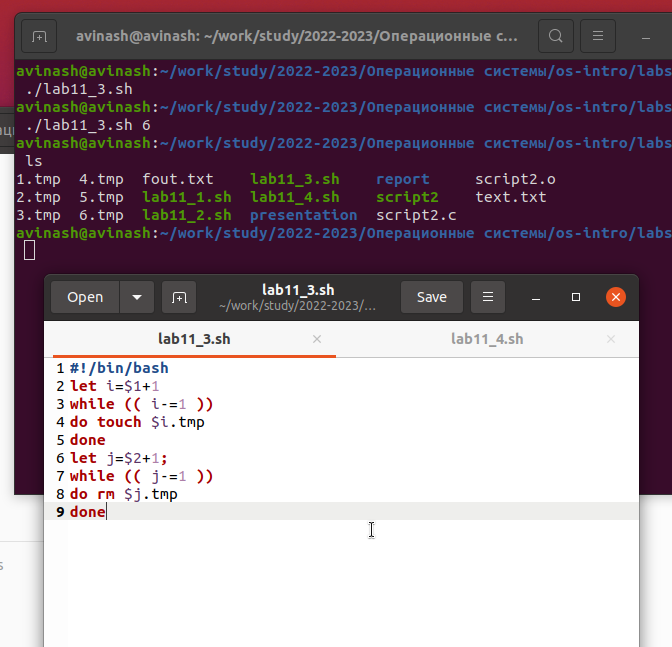 avinash@avinash: ~/work/study/2022-2023/Операционные с...
avinash@avinash:~/work/study/2022-2023/Операционные системы/os-intro/labs
./lab11_3.sh
avinash@avinash:~/work/study/2022-2023/Операционные системы/os-intro/labs
./lab11_3.sh 6
avinash@avinash:~/work/study/2022-2023/Операционные системы/os-intro/labs
ls
1.tmp 4.tmp fout.txt lab11_3.sh report script2.o
2.tmp 5.tmp lab11_1.sh lab11_4.sh script2 text.txt
3.tmp 6.tmp lab11_2.sh presentation script2.c
avinash@avinash:~/work/study/2022-2023/Операционные системы/os-intro/labs
Open
lab11_3.sh
~/work/study/2022-2023/...
Save
lab11_3.sh
lab11_4.sh
1 #!/bin/bash
2 let i=$1+1
3 while (( i-=1 ))
4 do touch $i.tmp
5 done
6 let j=$2+1;
7 while (( j-=1 ))
8 do rm $j.tmp
9 done